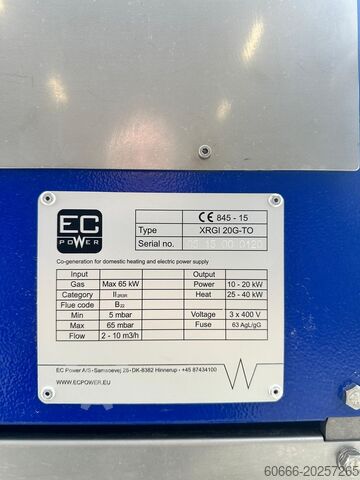 EC
POWER
CE 845 - 15
Type XRGI 20G-TO
Serial no.
Co-generation for domestic heating and electric power supply
Input Output
Gas Max 65 kW Power 10 - 20 kW
Category II2R3R Heat 25 - 40 kW
Flue code B22
Min 5 mbar Voltage 3 x 400 V
Max 65 mbar Fuse 63 AgL/gG
Flow 2 - 10 m3/h
EC Power A/S - Samsoevej 25 - DK-8382 Hinnerup - +45 87434100
WWW.ECPOWER.EU
60666-20257265